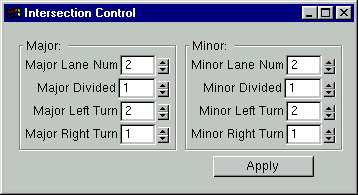 Intersection Control
Major:
Major Lane Num 2
Major Divided 1
Major Left Turn 2
Major Right Turn 1
Minor:
Minor Lane Num 2
Minor Divided 1
Minor Left Turn 2
Minor Right Turn 1
Apply